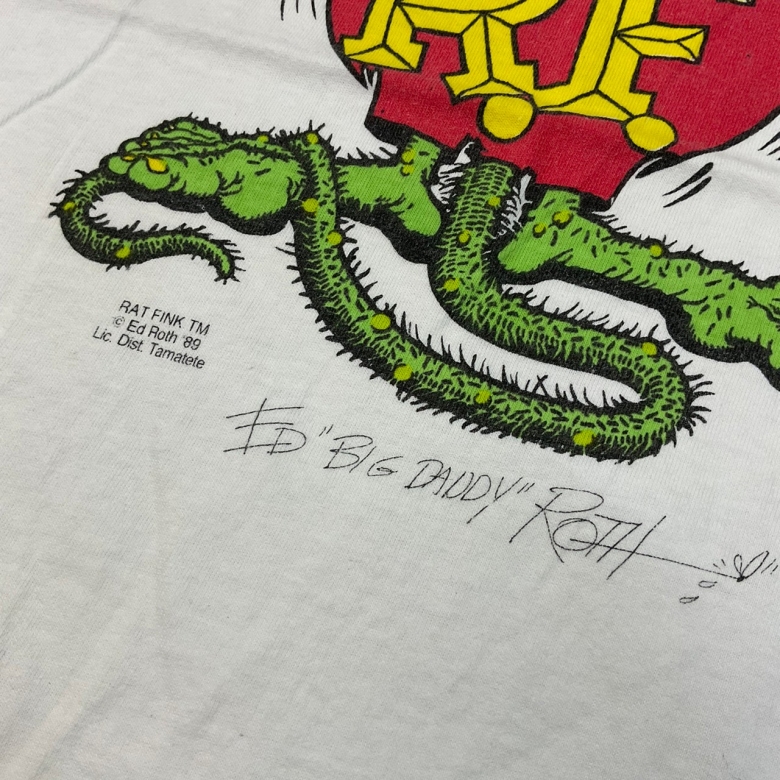 R.F.
RAT FINK TM
© Ed Roth '89
Lic. Dist. Tamatete
ED "BIG DADDY" ROTH